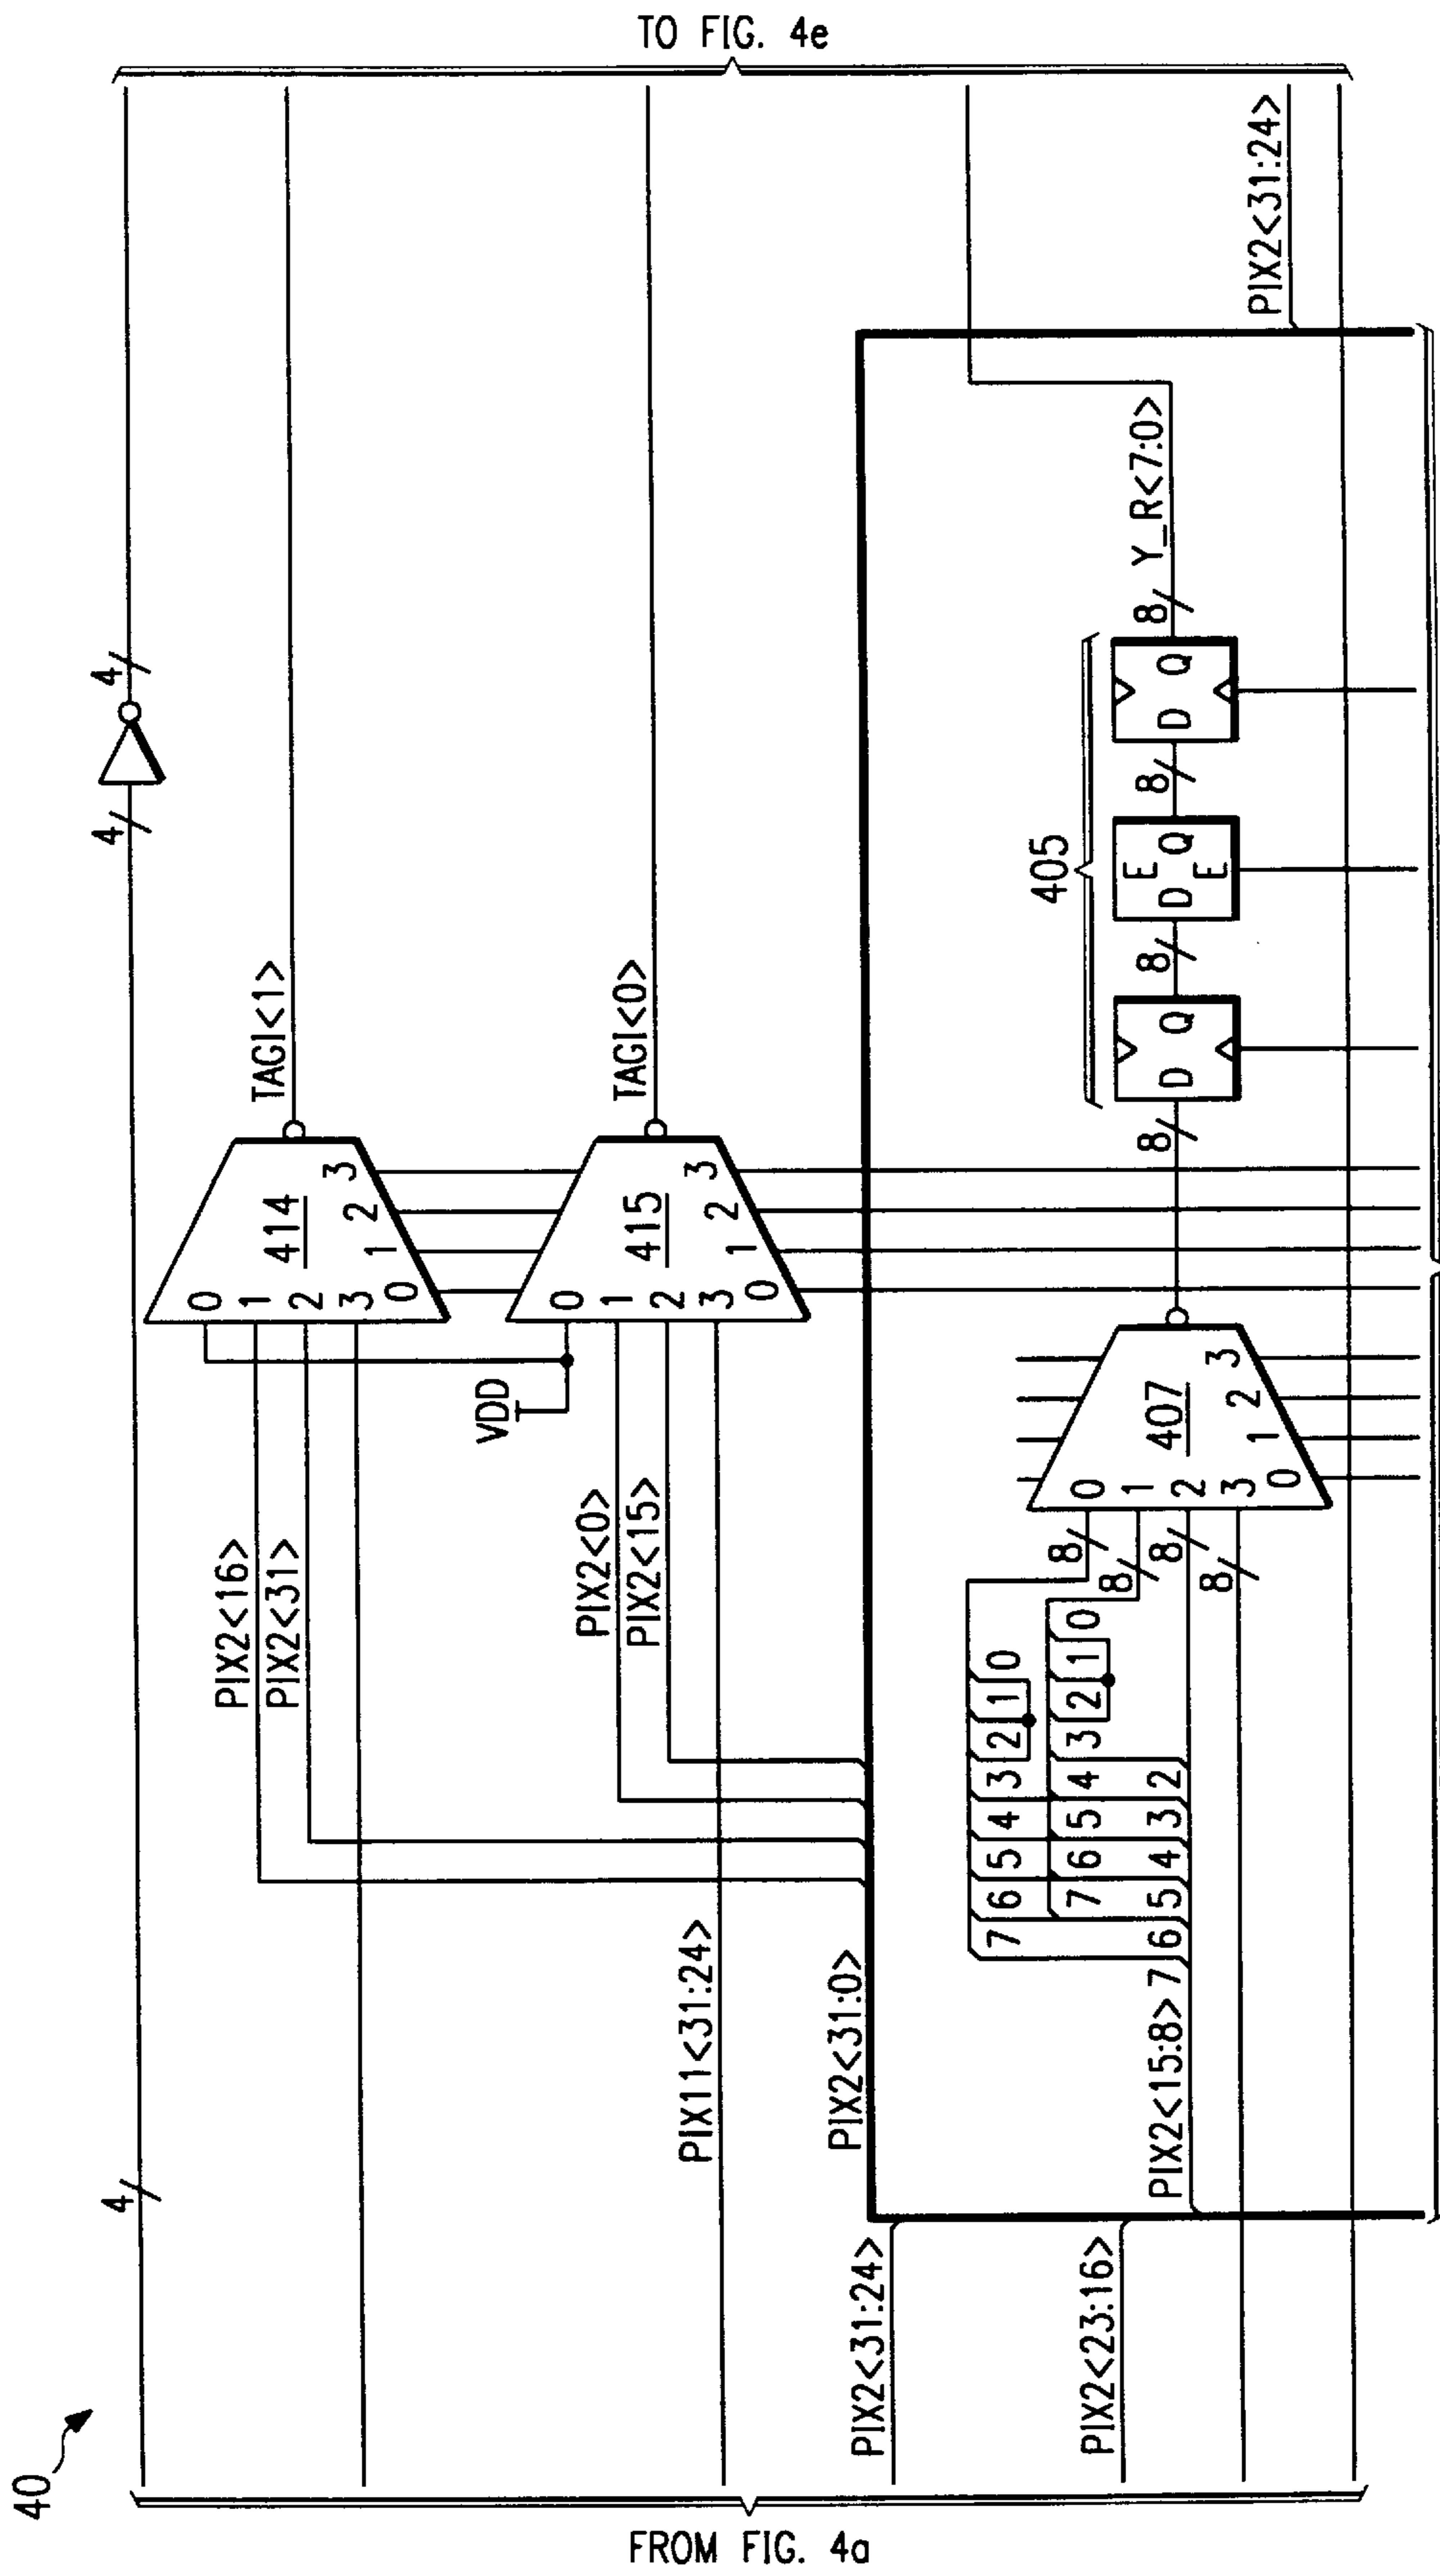 40
FROM FIG. 4a
TO FIG. 4e
4
4
4
PIX2<16>
PIX2<31>
0
1
2
3
414
0
1
2
3
TAGI<1>
VDD
PIX2<0>
PIX2<15>
PIX11<31:24>
0
1
2
3
415
0
1
2
3
TAGI<0>
PIX2<31:0>
PIX2<31:24>
PIX2<23:16>
PIX2<15:8>
7 6 5 4 3 2 1 0
7 6 5 4 3 2 1 0
7 6 5 4 3 2
8
8
8
8
0
1
2
3
407
0
1
2
3
8
405
D Q
8
E
D Q
E
8
D Q
8
Y_R<7:0>
PIX2<31:24>